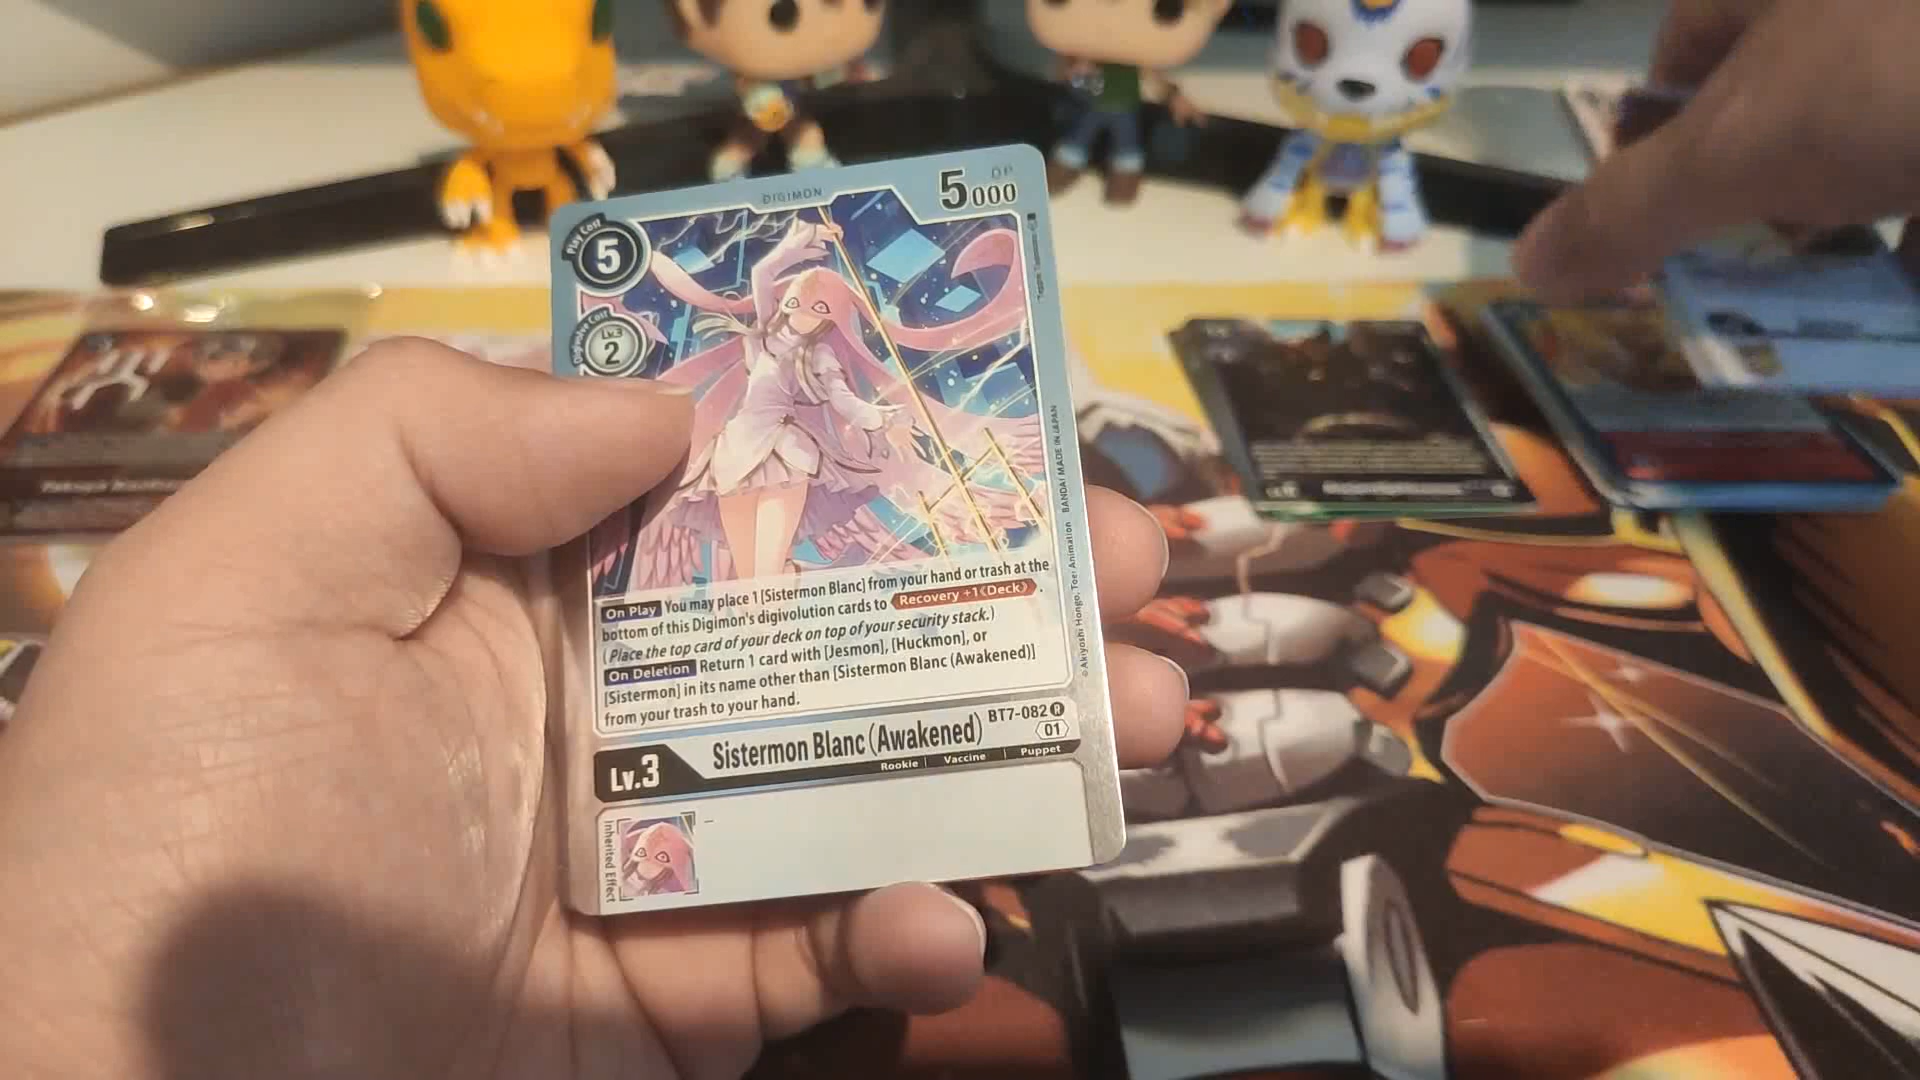 DIGIMON
DP
5000
Play Cost
5
Digivolve Cost
Lv.3
2
On Play You may place 1 [Sistermon Blanc] from your hand or trash at the
bottom of this Digimon's digivolution cards to Recovery +1《Deck》.
(Place the top card of your deck on top of your security stack.)
On Deletion Return 1 card with [Jesmon], [Huckmon], or
[Sistermon] in its name other than [Sistermon Blanc (Awakened)]
from your trash to your hand.
©Akiyoshi Hongo, Toei Animation BANDAI MADE IN JAPAN
Sistermon Blanc (Awakened)
BT7-082 R
01
Lv.3
Rookie | Vaccine | Puppet
Inherited Effect
-